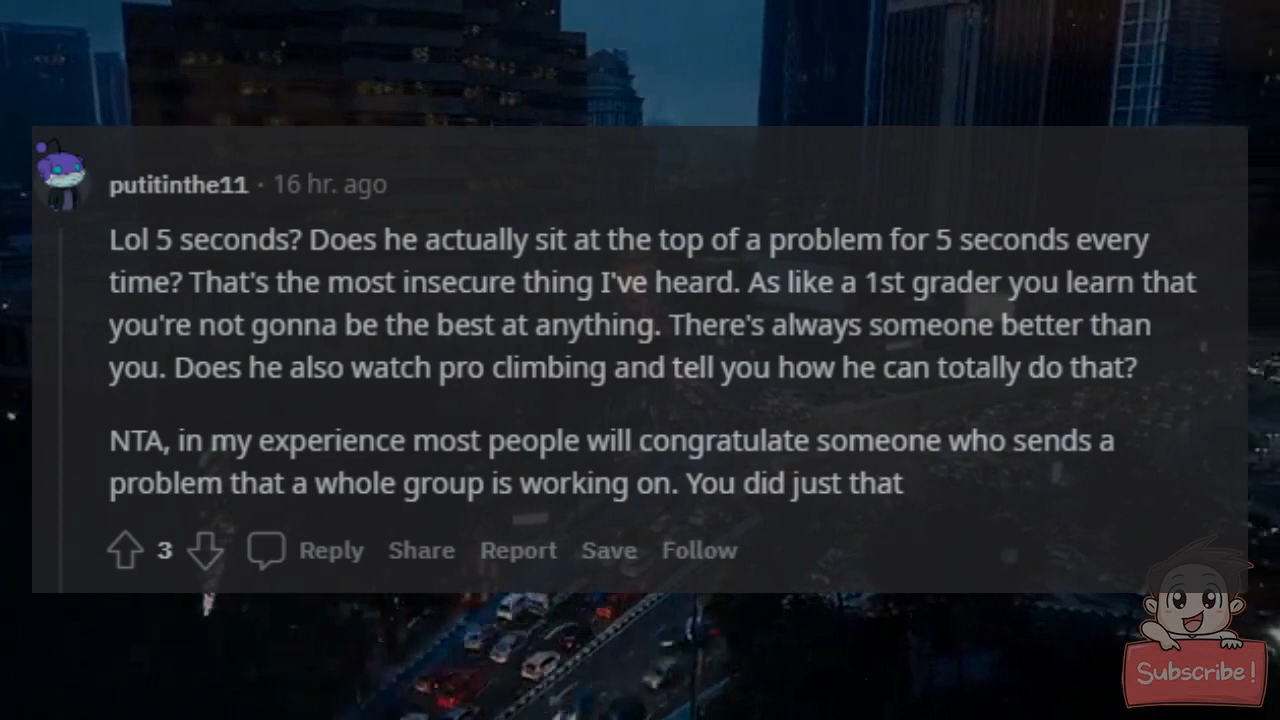 putitinthe11 · 16 hr. ago
Lol 5 seconds? Does he actually sit at the top of a problem for 5 seconds every
time? That's the most insecure thing I've heard. As like a 1st grader you learn that
you're not gonna be the best at anything. There's always someone better than
you. Does he also watch pro climbing and tell you how he can totally do that?
NTA, in my experience most people will congratulate someone who sends a
problem that a whole group is working on. You did just that
3 Reply Share Report Save Follow
Subscribe!